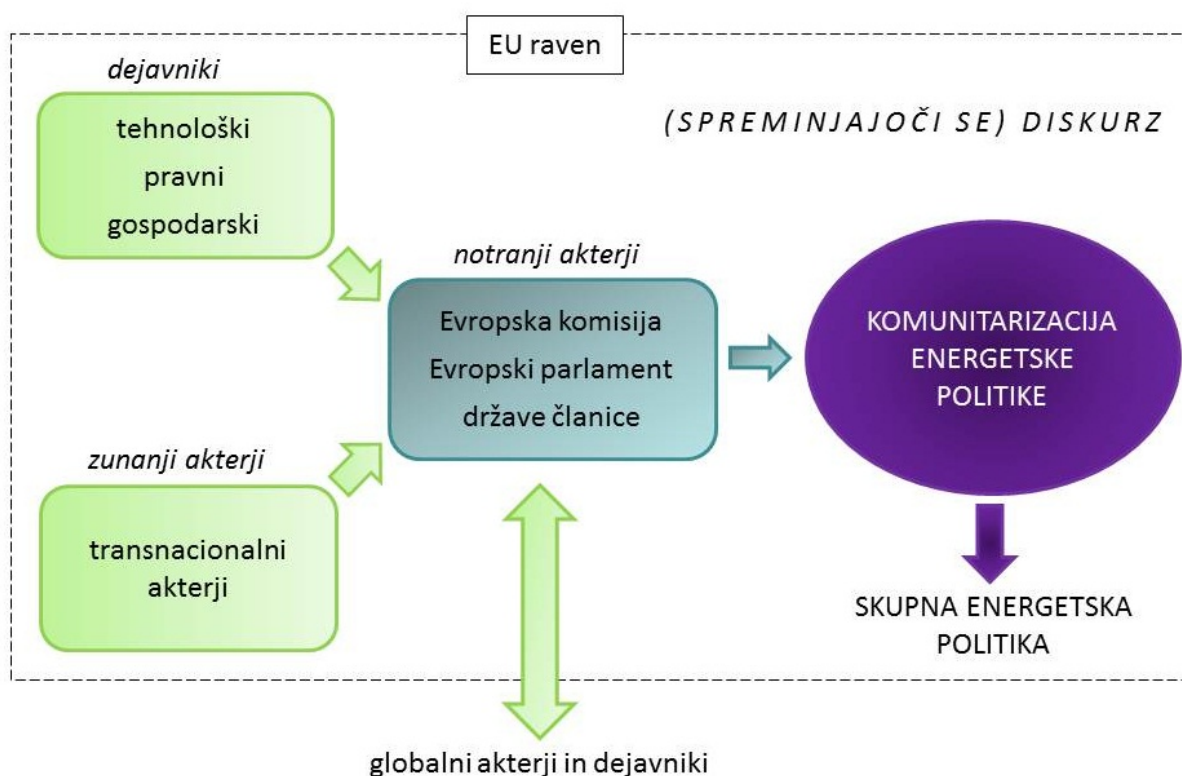 EU raven
dejavniki
tehnološki
pravni
gospodarski
(SPREMINJAJOČI SE) DISKURZ
notranji akterji
Evropska komisija
Evropski parlament
države članice
KOMUNITARIZACIJA
ENERGETSKE
POLITIKE
zunanji akterji
transnacionalni
akterji
SKUPNA ENERGETSKA
POLITIKA
globalni akterji in dejavniki